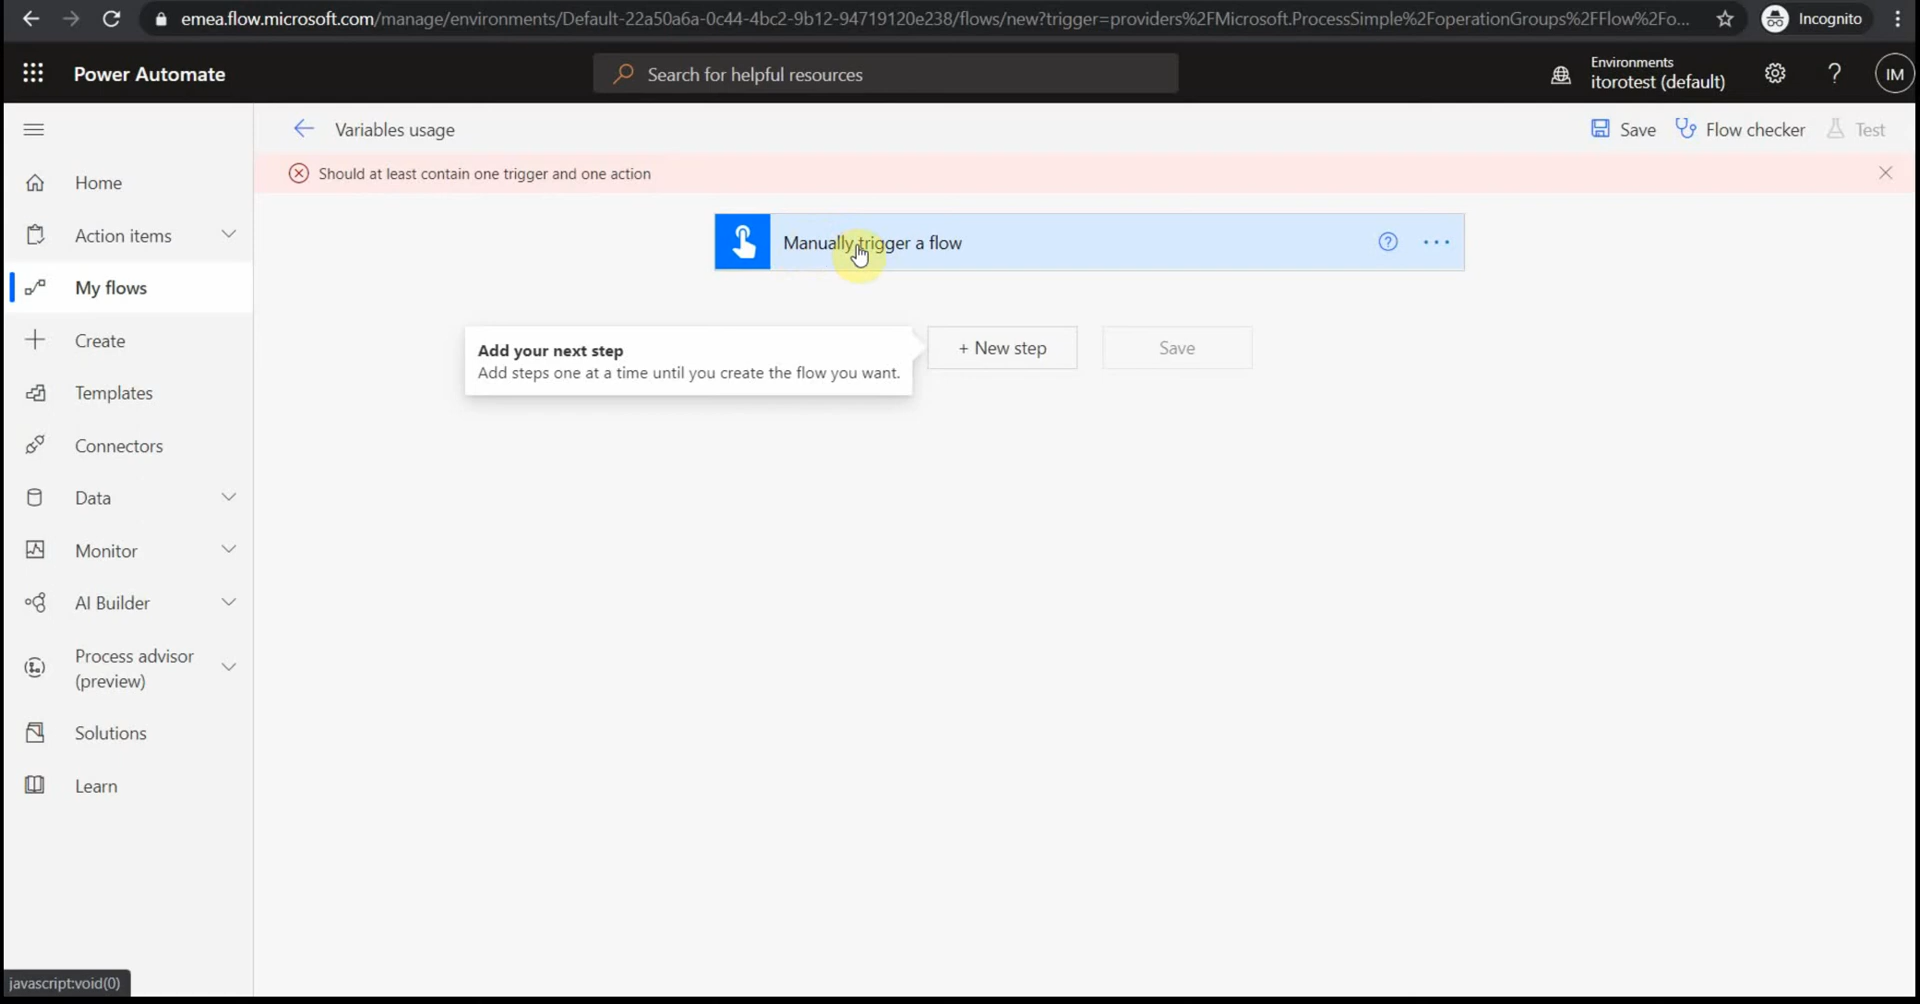 emea.flow.microsoft.com/manage/environments/Default-22a50a6a-0c44-4bc2-9b12-94719120e238/flows/new?trigger=providers%2FMicrosoft.ProcessSimple%2FoperationGroups%2FFlow%2Fo...
Incognito
Power Automate
Search for helpful resources
Environments
itorotest (default)
IM
Variables usage
Save
Flow checker
Test
Should at least contain one trigger and one action
Home
Action items
My flows
Create
Templates
Connectors
Data
Monitor
AI Builder
Process advisor
(preview)
Solutions
Learn
Manually trigger a flow
Add your next step
Add steps one at a time until you create the flow you want.
+ New step
Save
javascript:void(0)